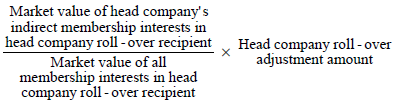 Market value of head company's
indirect membership interests in
head company roll - over recipient
Market value of all
membership interests in head
company roll - over recipient
×
Head company roll - over
adjustment amount